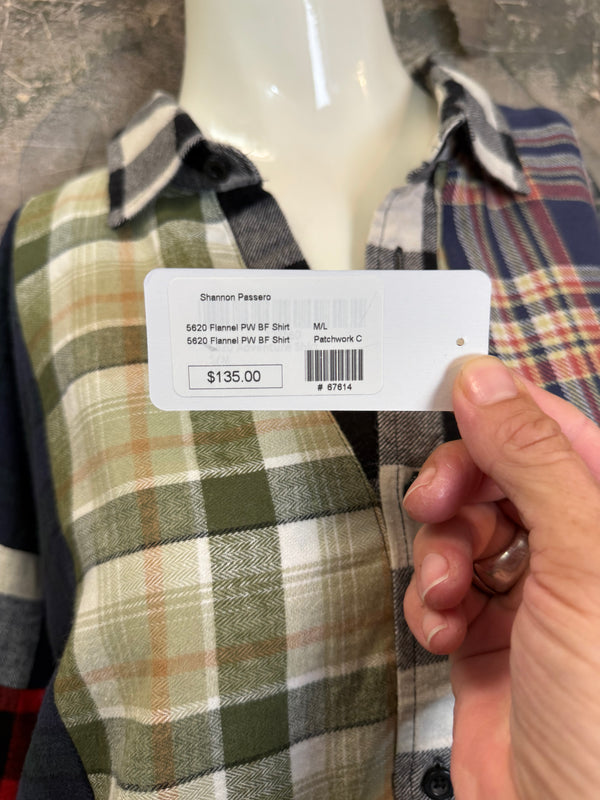 Shannon Passero
5620 Flannel PW BF Shirt M/L
5620 Flannel PW BF Shirt Patchwork C
$135.00
# 67614